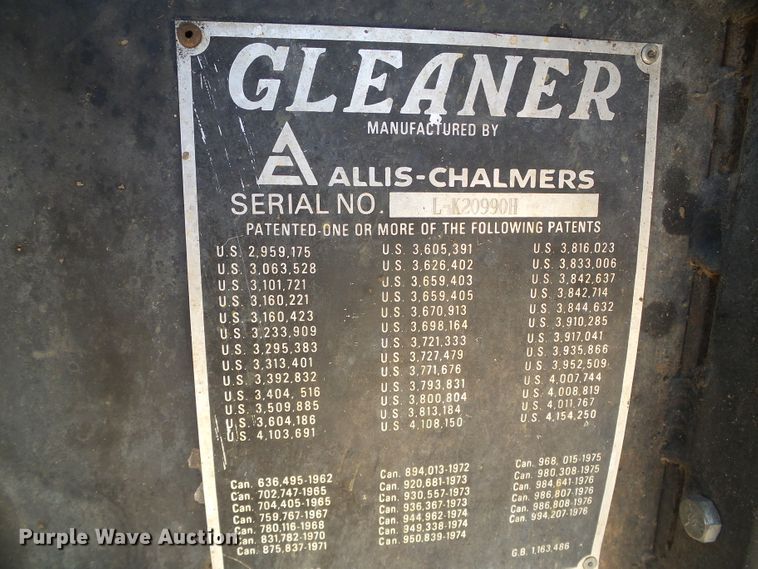 GLEANER
MANUFACTURED BY
ALLIS-CHALMERS
SERIAL NO. L-K20990H
PATENTED-ONE OR MORE OF THE FOLLOWING PATENTS
U.S. 2,959,175
U.S. 3,063,528
U.S. 3,101,721
U.S. 3,160,221
U.S. 3,160,423
U.S. 3,233,909
U.S. 3,295,383
U.S. 3,313,401
U.S. 3,392,832
U.S. 3,404, 516
U.S. 3,509,885
U.S. 3,604,186
U.S. 4,103,691
U.S. 3,605,391
U.S. 3,626,402
U.S. 3,659,403
U.S. 3,659,405
U.S. 3,670,913
U.S. 3,698,164
U.S. 3,721,333
U.S. 3,727,479
U.S. 3,771,676
U.S. 3,793,831
U.S. 3,800,804
U.S. 3,813,184
U.S. 4,108,150
U.S. 3,816,023
U.S. 3,833,006
U.S. 3,842,637
U.S. 3,842,714
U.S. 3,844,632
U.S. 3,910,285
U.S. 3,917,041
U.S. 3,935,866
U.S. 3,952,509
U.S. 4,007,744
U.S. 4,008,819
U.S. 4,011,767
U.S. 4,154,250
Can. 636,495-1962
Can. 702,747-1965
Can. 704,405-1965
Can. 759,767-1967
Can. 780,116-1968
Can. 831,782-1970
Can. 875,837-1971
Can. 894,013-1972
Can. 920,681-1973
Can. 930,557-1973
Can. 936,367-1973
Can. 944,962-1974
Can. 949,338-1974
Can. 950,839-1974
Can. 968, 015-1975
Can. 980,308-1975
Can. 984,641-1976
Can. 986,807-1976
Can. 986,808-1976
Can. 994,207-1976
G.B. 1,163,486
Purple Wave Auction